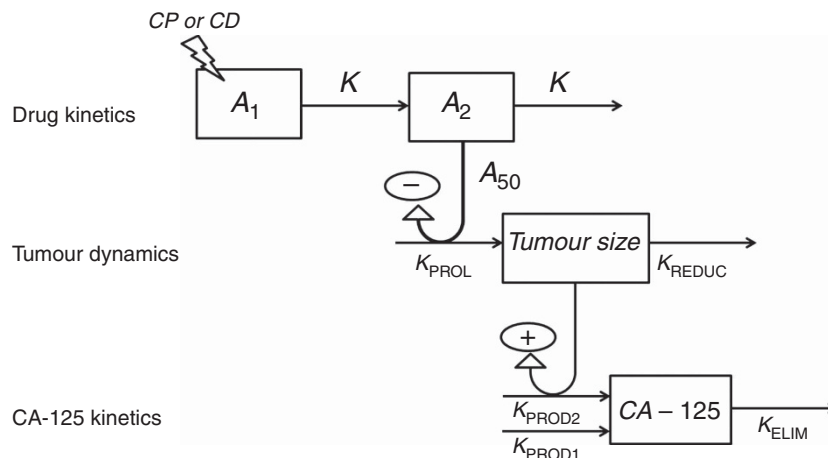 CP or CD
Drug kinetics
A1
K
A2
K
A50
−
Tumour dynamics
KPROL
Tumour size
KREDUC
+
CA-125 kinetics
KPROD2
KPROD1
CA – 125
KELIM